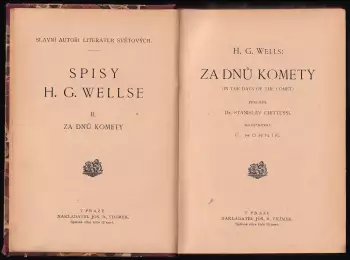 SLAVNÍ AUTOŘI LITERATUR SVĚTOVÝCH.
SPISY
H. G. WELLSE
II.
ZA DNŮ KOMETY
V PRAZE
NAKLADATEL JOS. R. VILÍMEK
H. G. WELLS:
ZA DNŮ KOMETY
(IN THE DAYS OF THE COMET.)
PŘELOŽIL
DR. STANISLAV
V PRAZE
NAKLADATEL JOS. R. VILÍMEK